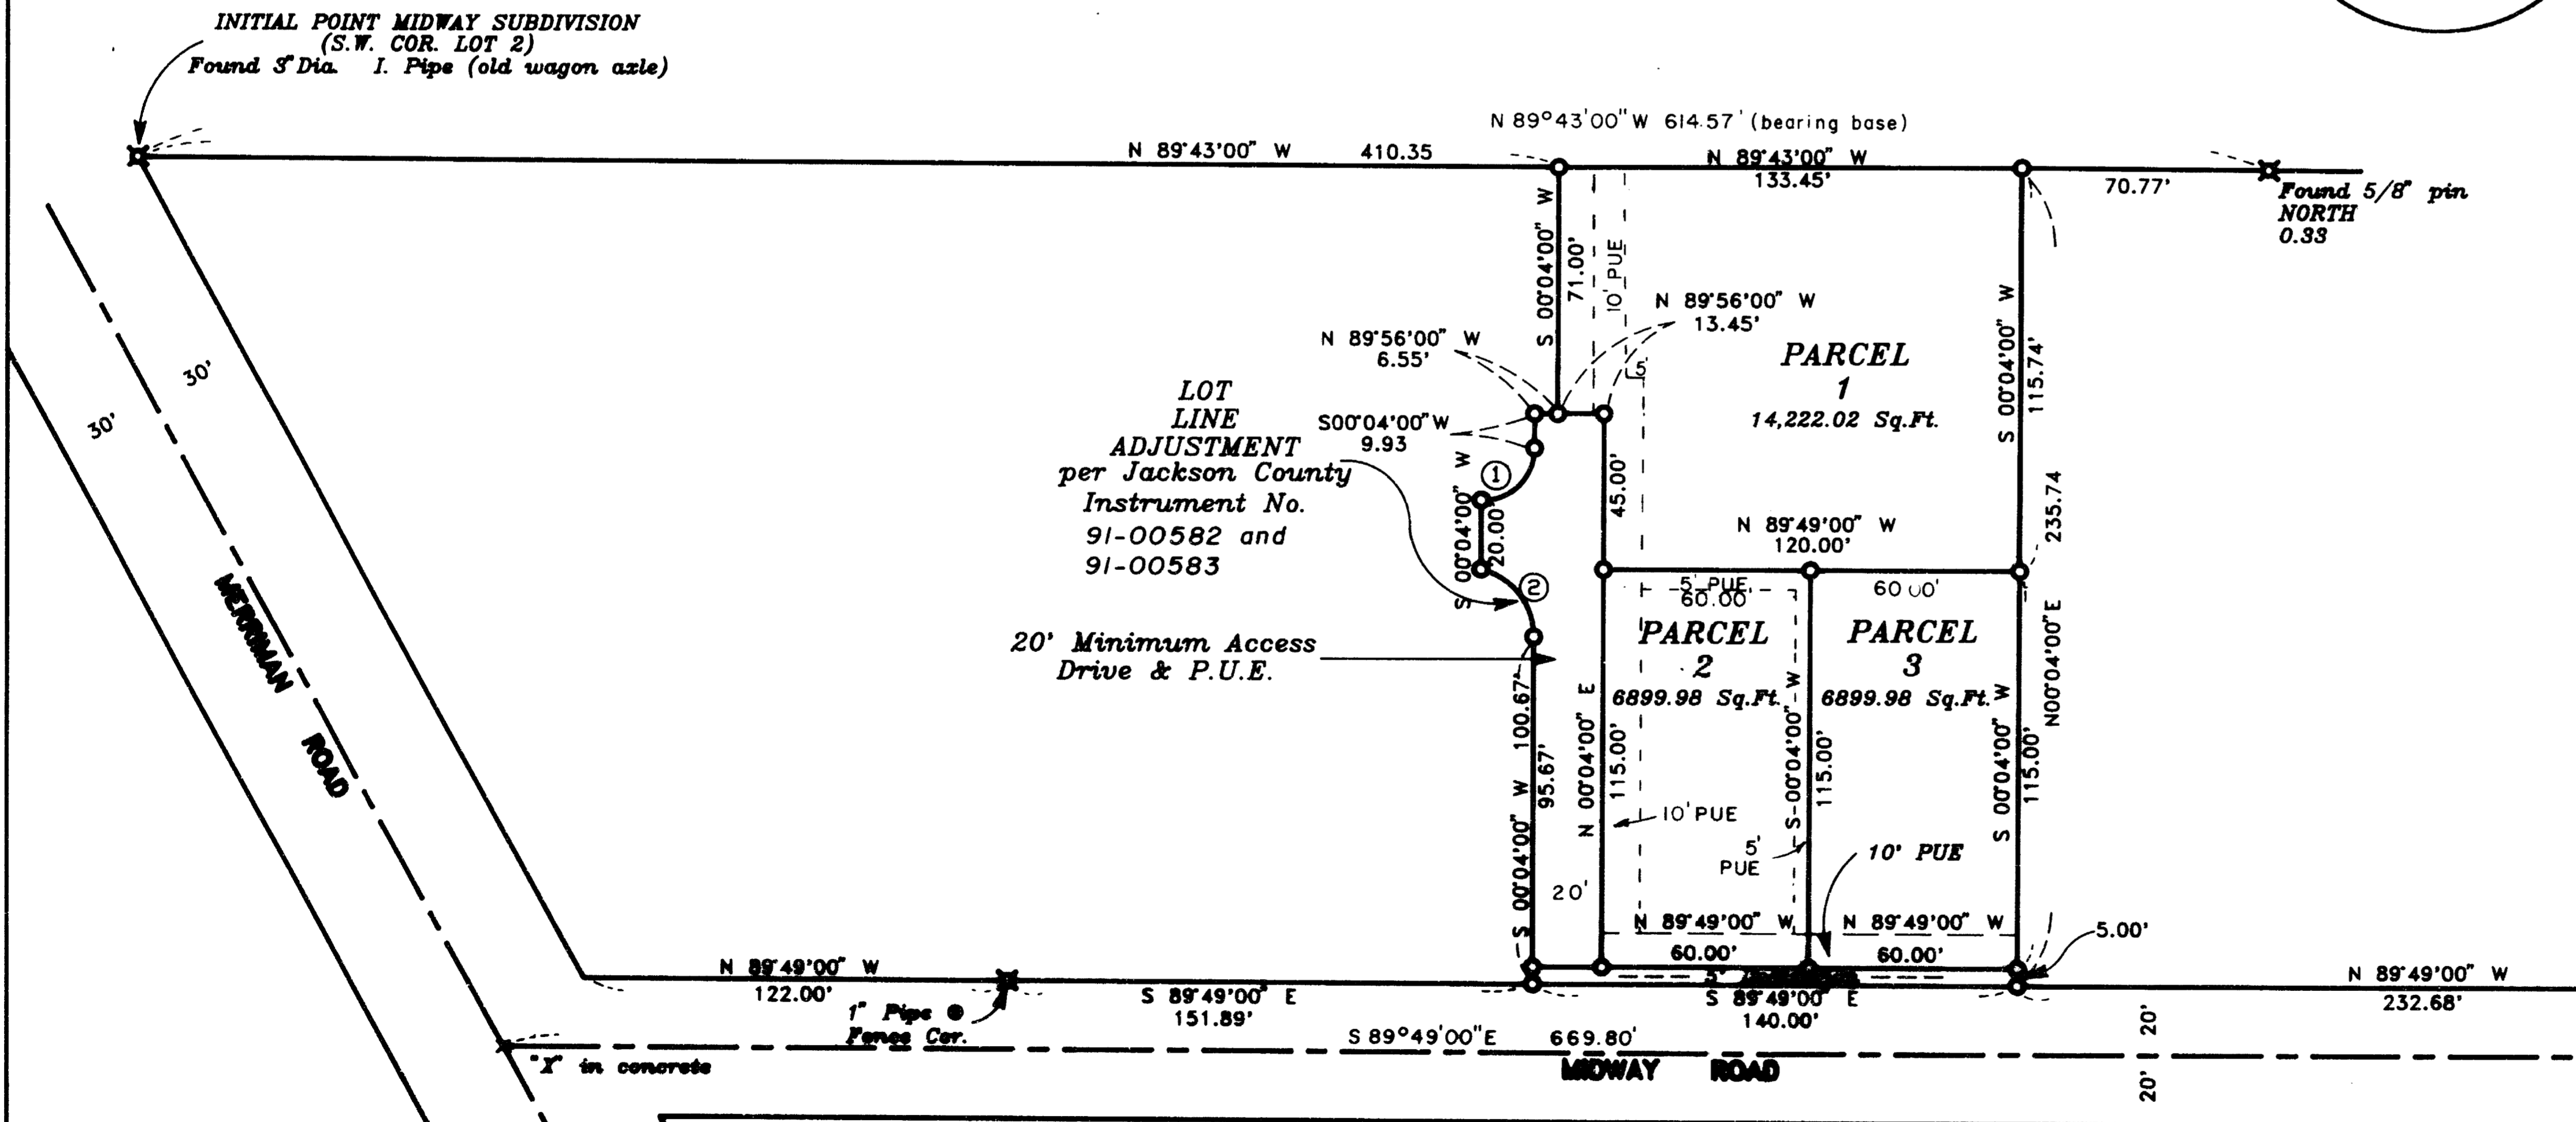 INITIAL POINT MIDWAY SUBDIVISION
(S.W. COR. LOT 2)
Found 3" Dia. I. Pipe (old wagon axle)
N 89°43'00" W 614.57' (bearing base)
N 89°43'00" W 410.35
N 89°43'00" W
133.45'
70.77'
Found 5/8" pin
NORTH
0.33
S 00°04'00" W
71.00'
10' PUE
N 89°56'00" W
13.45'
N 89°56'00" W
6.55'
5'
PARCEL
1
14,222.02 Sq.Ft.
S 00°04'00" W
115.74'
30'
30'
LOT
LINE
ADJUSTMENT
per Jackson County
Instrument No.
91-00582 and
91-00583
S00°04'00" W
9.93
1
S 00°04'00" W
20.00'
2
45.00'
N 89°49'00" W
120.00'
235.74
N00°04'00" E
5' PUE
60.00'
60.00'
20' Minimum Access
Drive & P.U.E.
PARCEL
2
6899.98 Sq.Ft.
PARCEL
3
6899.98 Sq.Ft.
MERRIMAN ROAD
S 00°04'00" W 100.67'
95.67'
N 00°04'00" E
115.00'
S 00°04'00" W
115.00'
S 00°04'00" W
115.00'
10' PUE
5'
PUE
10' PUE
20'
N 89°49'00" W
60.00'
N 89°49'00" W
60.00'
5.00'
N 89°49'00" W
122.00'
1" Pipe @
Fence Cor.
S 89°49'00" E
151.89'
5'
S 89°49'00" E
140.00'
N 89°49'00" W
232.68'
S 89°49'00" E 669.80'
"X" in concrete
MIDWAY ROAD
20'
20'